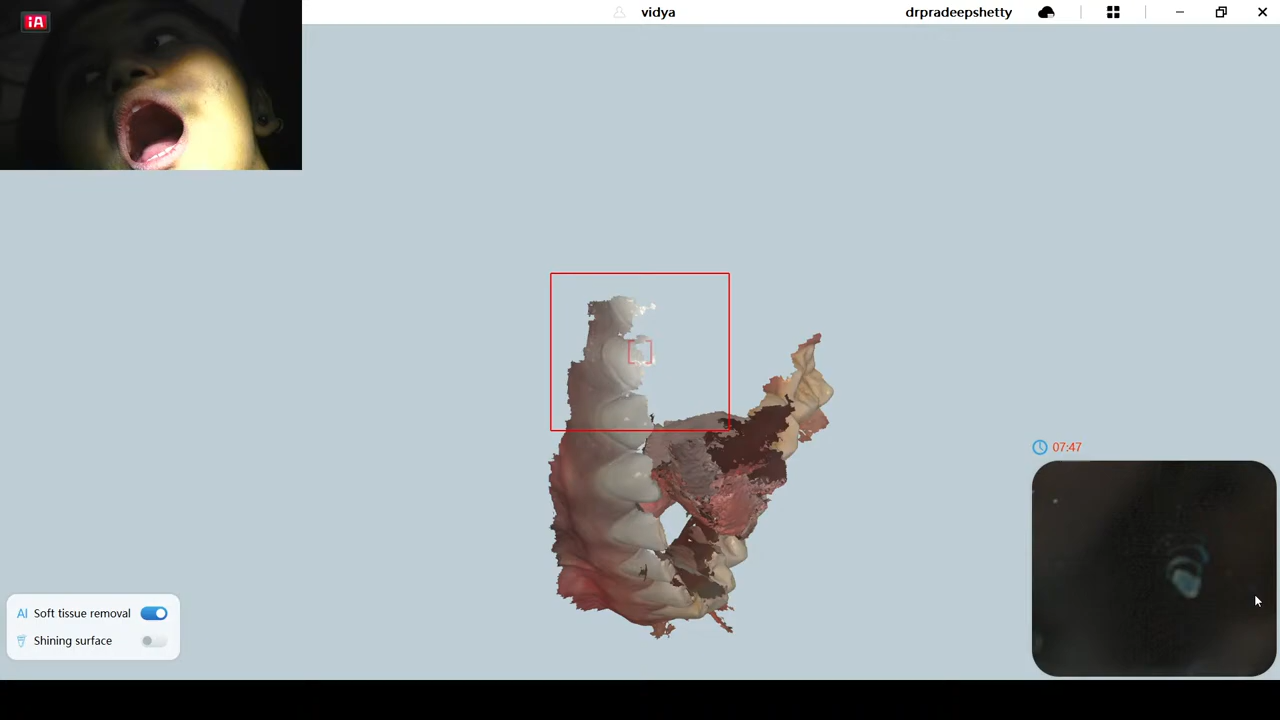 iA
vidya
drpradeepshetty
07:47
AI Soft tissue removal
Shining surface